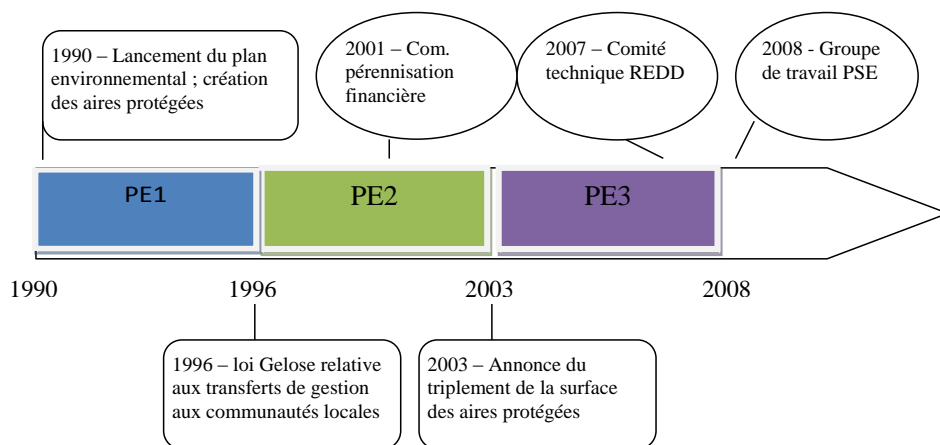 1990 – Lancement du plan
environnemental ; création
des aires protégées
2001 – Com.
pérennisation
financière
2007 – Comité
technique REDD
2008 - Groupe
de travail PSE
PE1
PE2
PE3
1990
1996
2003
2008
1996 – loi Gelose relative
aux transferts de gestion
aux communautés locales
2003 – Annonce du
triplement de la surface
des aires protégées